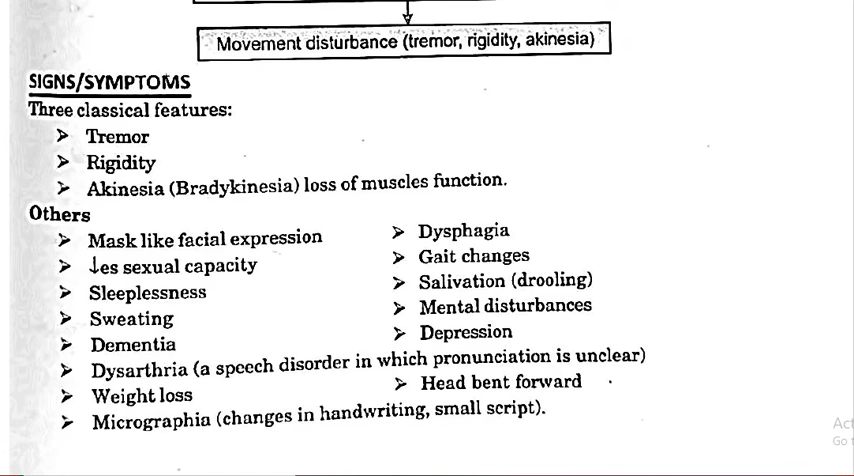 Movement disturbance (tremor, rigidity, akinesia)
SIGNS/SYMPTOMS
Three classical features:
➢ Tremor
➢ Rigidity
➢ Akinesia (Bradykinesia) loss of muscles function.
Others
➢ Mask like facial expression
➢ Dysphagia
➢ ↓es sexual capacity
➢ Gait changes
➢ Sleeplessness
➢ Salivation (drooling)
➢ Sweating
➢ Mental disturbances
➢ Dementia
➢ Depression
➢ Dysarthria (a speech disorder in which pronunciation is unclear)
➢ Weight loss
➢ Head bent forward
➢ Micrographia (changes in handwriting, small script).